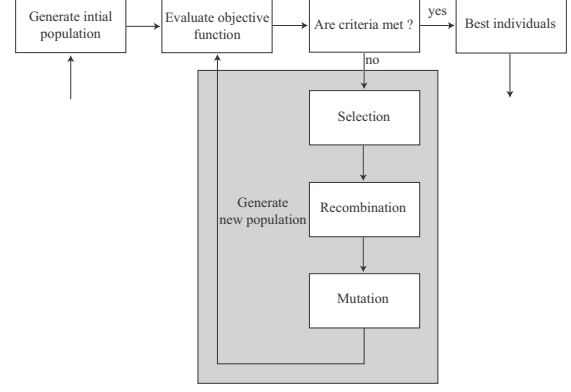 Generate intial
population
Evaluate objective
function
Are criteria met ?
yes
Best individuals
no
Selection
Generate
new population
Recombination
Mutation